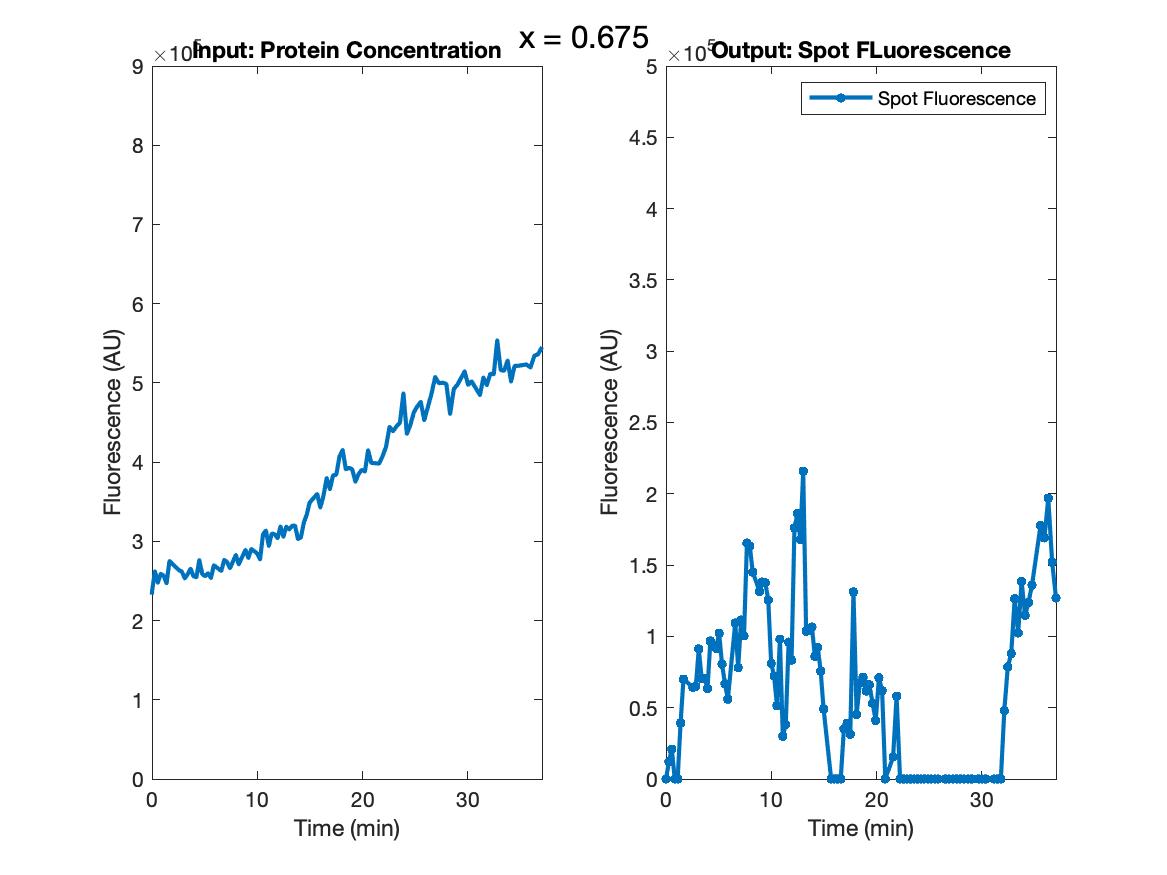 x = 0.675
×10⁵
Input: Protein Concentration
9
8
7
6
5
4
3
2
1
0
Fluorescence (AU)
0 10 20 30
Time (min)
×10⁵
Output: Spot FLuorescence
Spot Fluorescence
5
4.5
4
3.5
3
2.5
2
1.5
1
0.5
0
Fluorescence (AU)
0 10 20 30
Time (min)